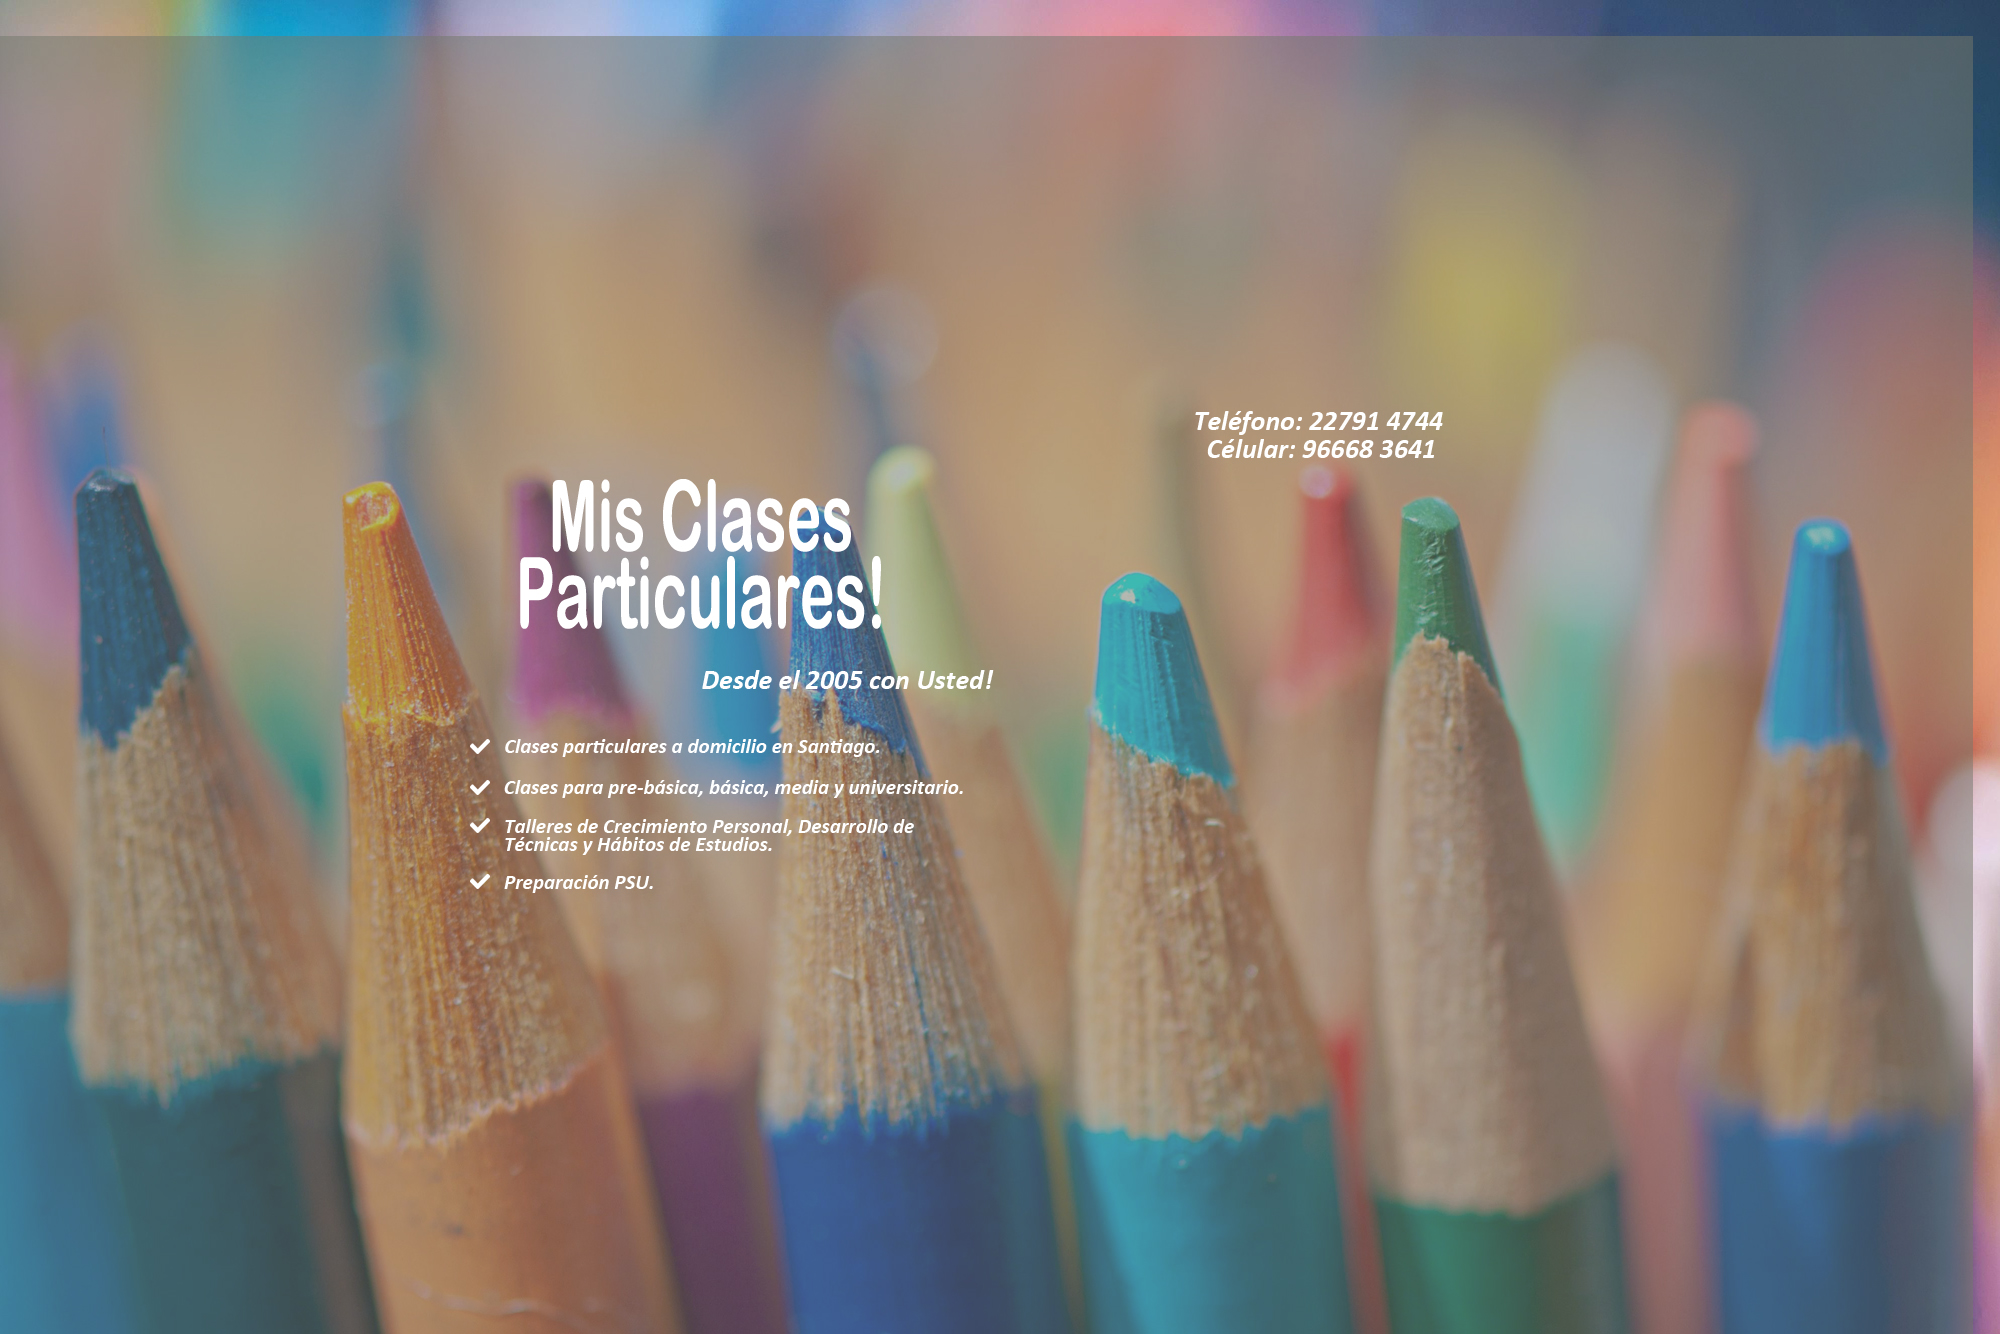 Teléfono: 22791 4744
Célular: 96668 3641
Mis Clases
Particulares!
Desde el 2005 con Usted!
Clases particulares a domicilio en Santiago.
Clases para pre-básica, básica, media y universitario.
Talleres de Crecimiento Personal, Desarrollo de
Técnicas y Hábitos de Estudios.
Preparación PSU.